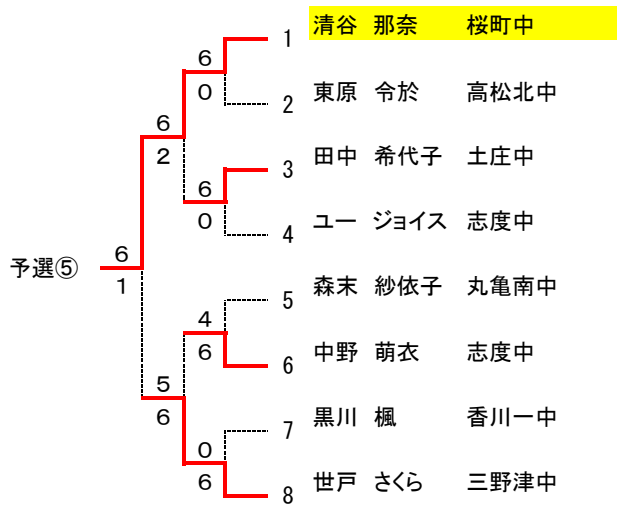 1 清谷 那奈 桜町中
6
0
2 東原 令於 高松北中
6
2
3 田中 希代子 土庄中
6
0
4 ユー ジョイス 志度中
予選⑤
6
1
5 森末 紗依子 丸亀南中
4
6
6 中野 萌衣 志度中
5
6
7 黒川 楓 香川一中
0
6
8 世戸 さくら 三野津中